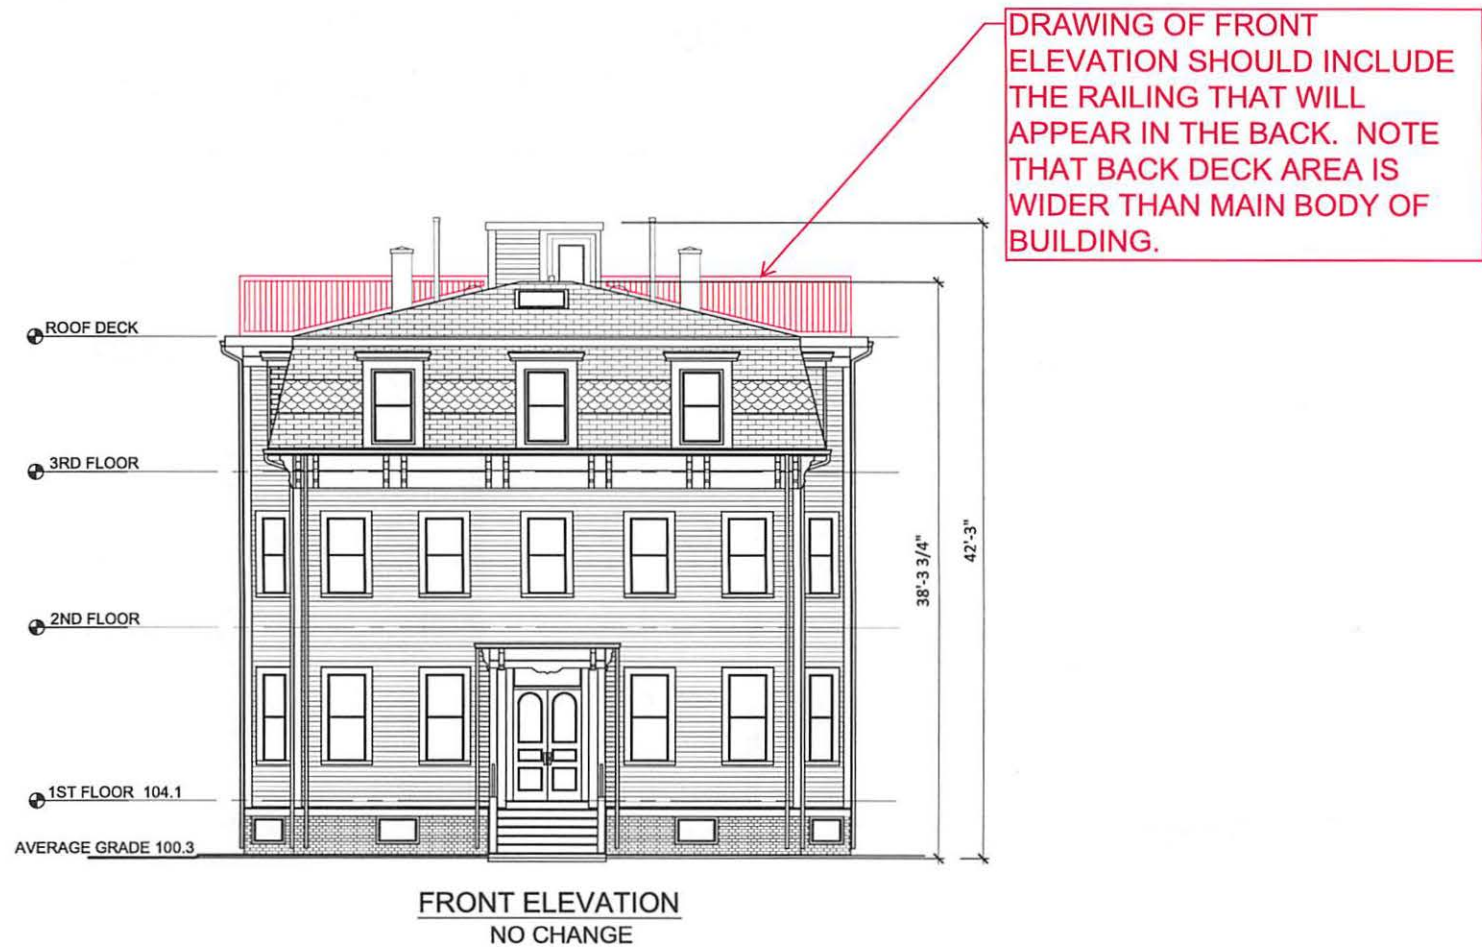 DRAWING OF FRONT
ELEVATION SHOULD INCLUDE
THE RAILING THAT WILL
APPEAR IN THE BACK.  NOTE
THAT BACK DECK AREA IS
WIDER THAN MAIN BODY OF
BUILDING.
ROOF DECK
3RD FLOOR
2ND FLOOR
1ST FLOOR  104.1
AVERAGE GRADE 100.3
38'-3 3/4"
42'-3"
FRONT ELEVATION
NO CHANGE